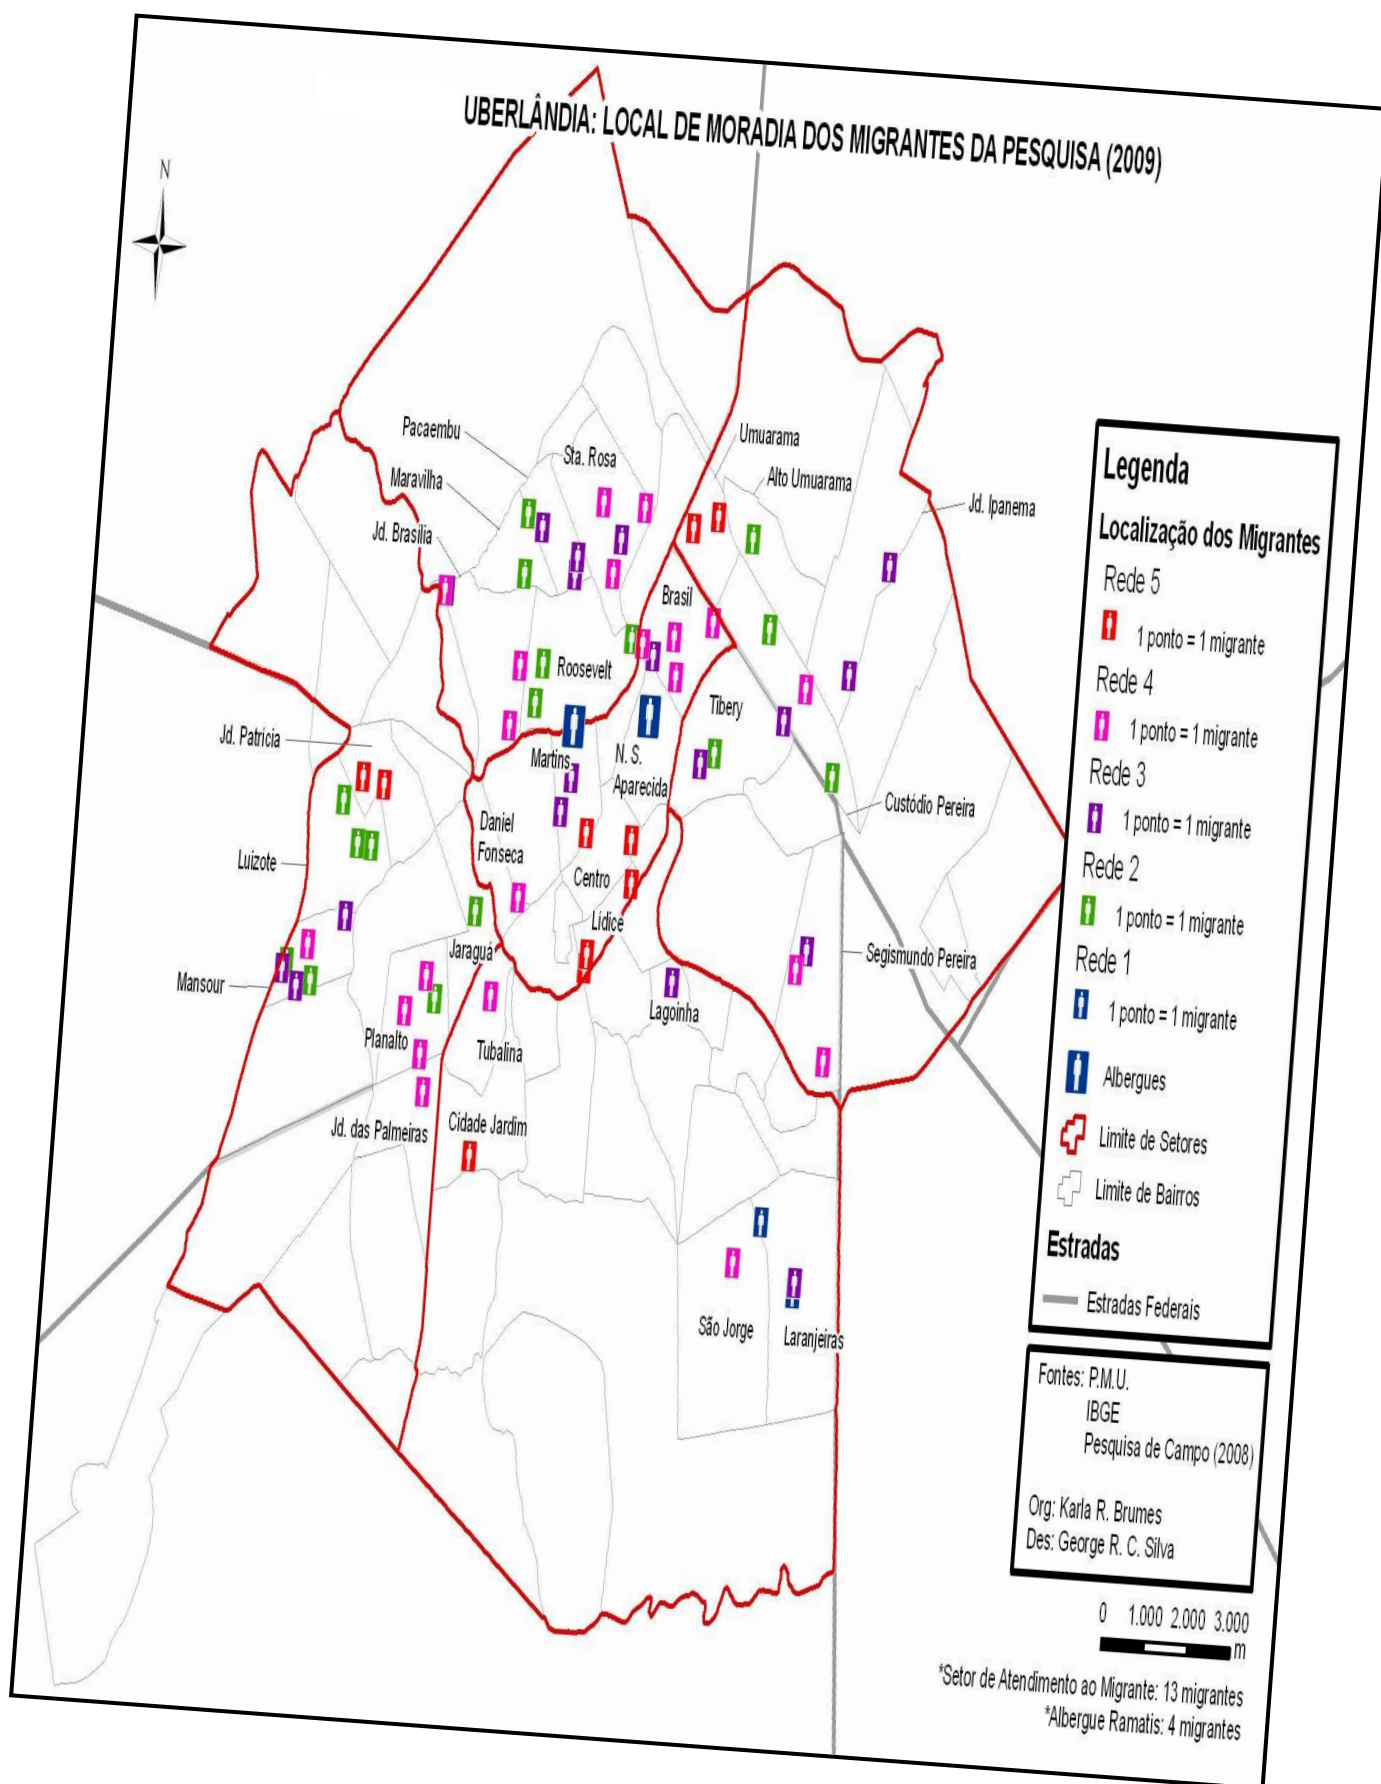 UBERLÂNDIA: LOCAL DE MORADIA DOS MIGRANTES DA PESQUISA (2009)
N
Pacaembu
Sta. Rosa
Umuarama
Maravilha
Alto Umuarama
Jd. Ipanema
Jd. Brasília
Brasil
Roosevelt
Tibery
Jd. Patrícia
Martins
N. S.
Aparecida
Custódio Pereira
Daniel
Fonseca
Luizote
Centro
Lidice
Jaraguá
Segismundo Pereira
Mansour
Lagoinha
Planalto
Tubalina
Jd. das Palmeiras
Cidade Jardim
São Jorge
Laranjeiras
Legenda
Localização dos Migrantes
Rede 5
1 ponto = 1 migrante
Rede 4
1 ponto = 1 migrante
Rede 3
1 ponto = 1 migrante
Rede 2
1 ponto = 1 migrante
Rede 1
1 ponto = 1 migrante
Albergues
Limite de Setores
Limite de Bairros
Estradas
Estradas Federais
Fontes: P.M.U.
IBGE
Pesquisa de Campo (2008)
Org: Karla R. Brumes
Des: George R. C. Silva
0 1.000 2.000 3.000
m
*Setor de Atendimento ao Migrante: 13 migrantes
*Albergue Ramatis: 4 migrantes